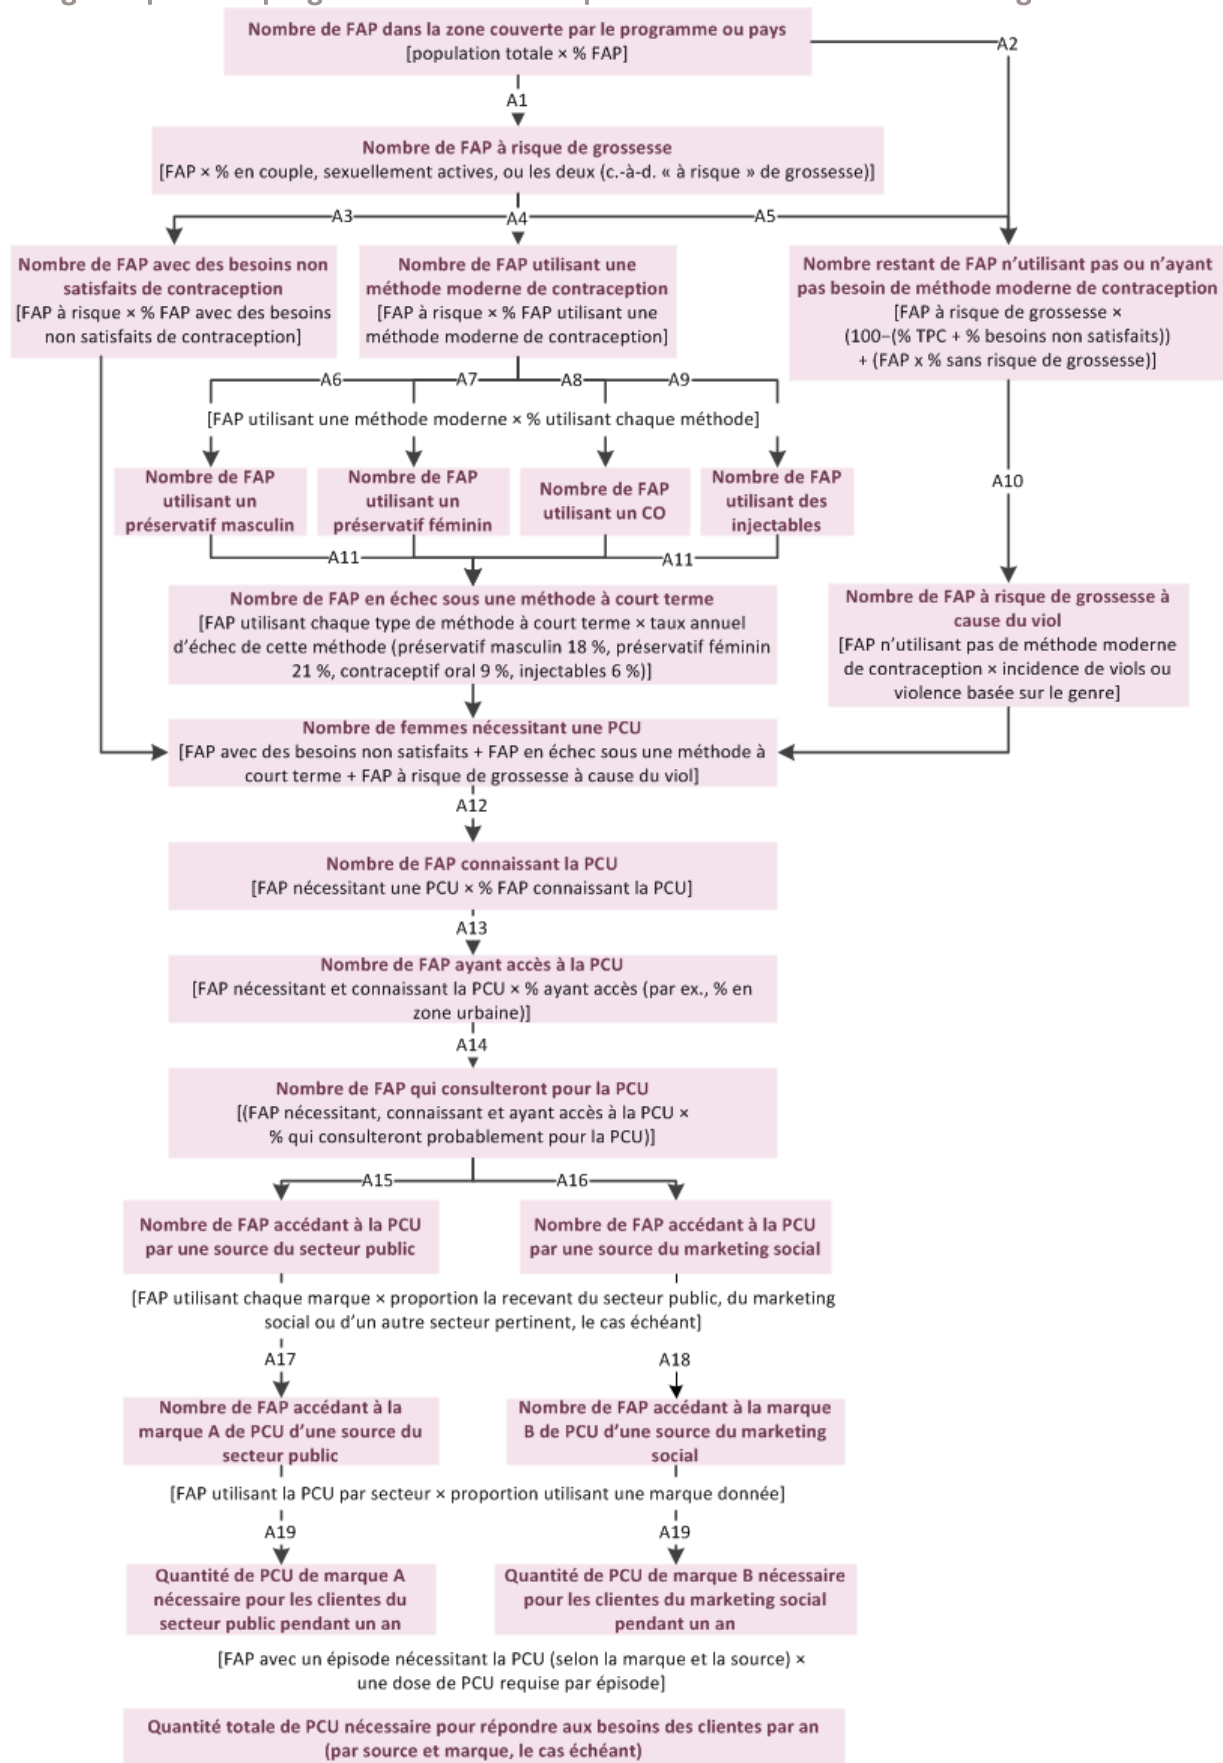 Nombre de FAP dans la zone couverte par le programme ou pays
[population totale × % FAP]
A2
A1
Nombre de FAP à risque de grossesse
[FAP × % en couple, sexuellement actives, ou les deux (c.-à-d. « à risque » de grossesse)]
A3
A4
A5
Nombre de FAP avec des besoins non
satisfaits de contraception
[FAP à risque × % FAP avec des besoins
non satisfaits de contraception]
Nombre de FAP utilisant une
méthode moderne de contraception
[FAP à risque × % FAP utilisant une
méthode moderne de contraception]
Nombre restant de FAP n’utilisant pas ou n’ayant
pas besoin de méthode moderne de contraception
[FAP à risque de grossesse ×
(100–(% TPC + % besoins non satisfaits))
+ (FAP x % sans risque de grossesse)]
A6
A7
A8
A9
[FAP utilisant une méthode moderne × % utilisant chaque méthode]
Nombre de FAP
utilisant un
préservatif masculin
Nombre de FAP
utilisant un
préservatif féminin
Nombre de FAP
utilisant un CO
Nombre de FAP
utilisant des
injectables
A10
A11
A11
Nombre de FAP en échec sous une méthode à court terme
[FAP utilisant chaque type de méthode à court terme × taux annuel
d’échec de cette méthode (préservatif masculin 18 %, préservatif féminin
21 %, contraceptif oral 9 %, injectables 6 %)]
Nombre de FAP à risque de grossesse à
cause du viol
[FAP n’utilisant pas de méthode moderne
de contraception × incidence de viols ou
violence basée sur le genre]
Nombre de femmes nécessitant une PCU
[FAP avec des besoins non satisfaits + FAP en échec sous une méthode à
court terme + FAP à risque de grossesse à cause du viol]
A12
Nombre de FAP connaissant la PCU
[FAP nécessitant une PCU × % FAP connaissant la PCU]
A13
Nombre de FAP ayant accès à la PCU
[FAP nécessitant et connaissant la PCU × % ayant accès (par ex., % en
zone urbaine)]
A14
Nombre de FAP qui consulteront pour la PCU
[(FAP nécessitant, connaissant et ayant accès à la PCU ×
% qui consulteront probablement pour la PCU)]
A15
A16
Nombre de FAP accédant à la PCU
par une source du secteur public
Nombre de FAP accédant à la PCU
par une source du marketing social
[FAP utilisant chaque marque × proportion la recevant du secteur public, du marketing
social ou d’un autre secteur pertinent, le cas échéant]
A17
A18
Nombre de FAP accédant à la
marque A de PCU d’une source du
secteur public
Nombre de FAP accédant à la marque
B de PCU d’une source du marketing
social
[FAP utilisant la PCU par secteur × proportion utilisant une marque donnée]
A19
A19
Quantité de PCU de marque A
nécessaire pour les clientes du
secteur public pendant un an
Quantité de PCU de marque B nécessaire
pour les clientes du marketing social
pendant un an
[FAP avec un épisode nécessitant la PCU (selon la marque et la source) ×
une dose de PCU requise par épisode]
Quantité totale de PCU nécessaire pour répondre aux besoins des clientes par an
(par source et marque, le cas échéant)